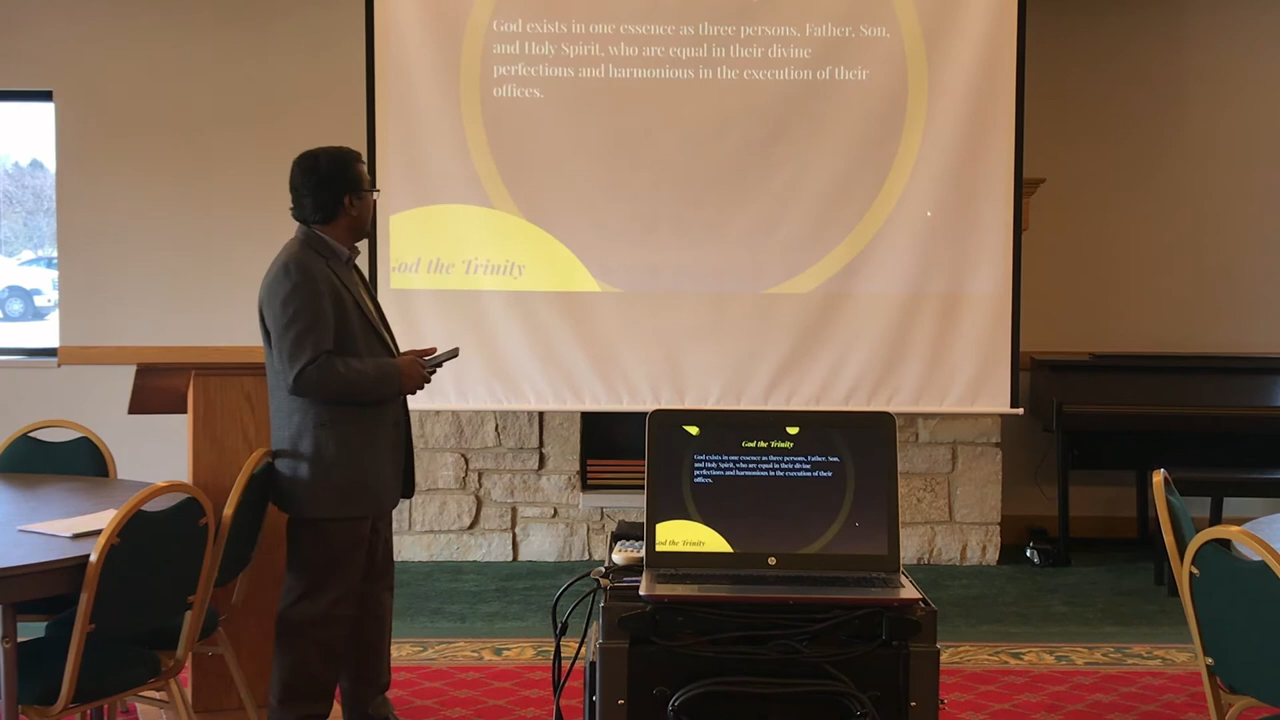 God exists in one essence as three persons, Father, Son,
and Holy Spirit, who are equal in their divine
perfections and harmonious in the execution of their
offices.
God the Trinity
God the Trinity
God exists in one essence as three persons, Father, Son,
and Holy Spirit, who are equal in their divine
perfections and harmonious in the execution of their
offices.
God the Trinity
hp